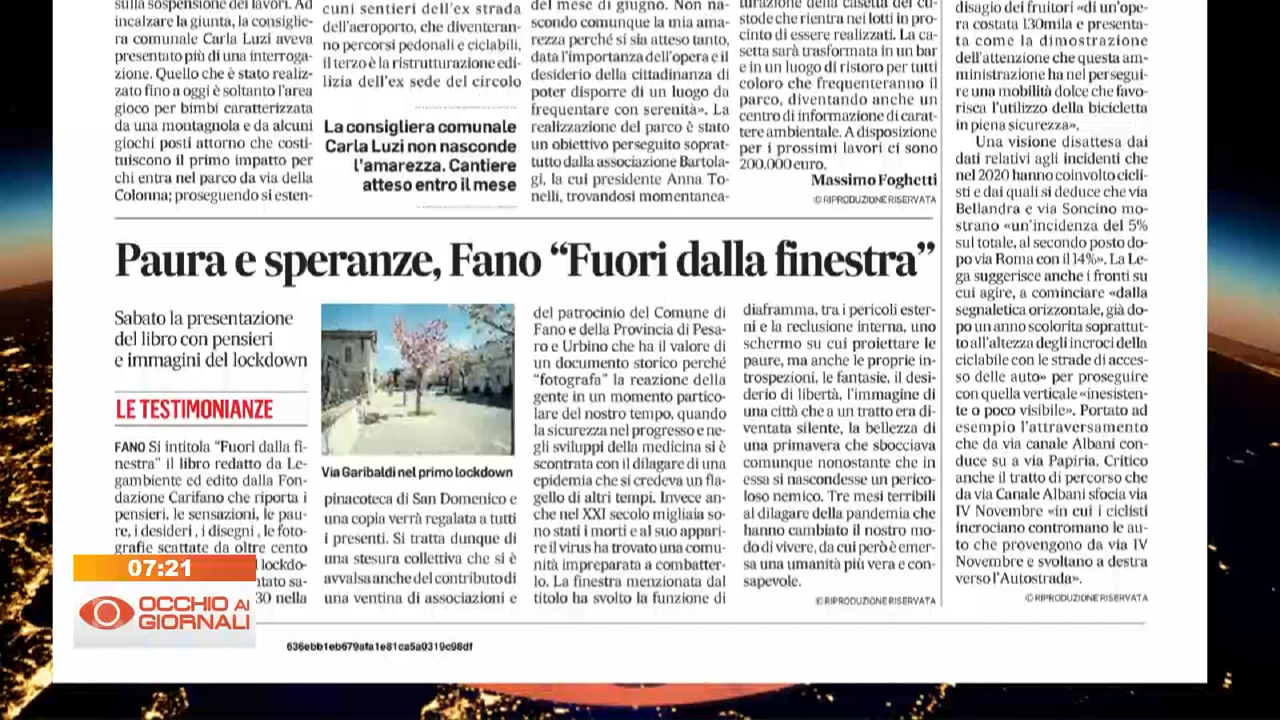 sulla sospensione dei lavori. Ad
incalzare la giunta, la consiglie-
ra comunale Carla Luzi aveva
presentato più di una interroga-
zione. Quello che è stato realiz-
zato fino a oggi è soltanto l'area
gioco per bimbi caratterizzata
da una montagnola e da alcuni
giochi posti attorno che costi-
tuiscono il primo impatto per
chi entra nel parco da via della
Colonna; proseguendo si esten-
cuni sentieri dell'ex strada
dell'aeroporto, che diventeran-
no percorsi pedonali e ciclabili,
il terzo è la ristrutturazione edi-
lizia dell'ex sede del circolo
La consigliera comunale
Carla Luzi non nasconde
l'amarezza. Cantiere
atteso entro il mese
del mese di giugno. Non na-
scondo comunque la mia ama-
rezza perché si sia atteso tanto,
data l'importanza dell'opera e il
desiderio della cittadinanza di
poter disporre di un luogo da
frequentare con serenità». La
realizzazione del parco è stato
un obiettivo perseguito soprat-
tutto dalla associazione Bartola-
gi, la cui presidente Anna To-
nelli, trovandosi momentanea-
turazione della casetta del cu-
stode che rientra nei lotti in pro-
cinto di essere realizzati. La ca-
setta sarà trasformata in un bar
e in un luogo di ristoro per tutti
coloro che frequenteranno il
parco, diventando anche un
centro di informazione di carat-
tere ambientale. A disposizione
per i prossimi lavori ci sono
200.000 euro.
Massimo Foghetti
© RIPRODUZIONE RISERVATA
disagio dei fruitori «di un'ope-
ra costata 130mila e presenta-
ta come la dimostrazione
dell'attenzione che questa am-
ministrazione ha nel persegui-
re una mobilità dolce che favo-
risca l'utilizzo della bicicletta
in piena sicurezza».
Una visione disattesa dai
dati relativi agli incidenti che
nel 2020 hanno coinvolto cicli-
sti e dai quali si deduce che via
Bellandra e via Soncino mo-
strano «un'incidenza del 5%
sul totale, al secondo posto do-
po via Roma con il 14%». La Le-
ga suggerisce anche i fronti su
cui agire, a cominciare «dalla
segnaletica orizzontale, già do-
po un anno scolorita soprattut-
to all'altezza degli incroci della
ciclabile con le strade di acces-
so delle auto» per proseguire
con quella verticale «inesisten-
te o poco visibile». Portato ad
esempio l'attraversamento
che da via canale Albani con-
duce su a via Papiria. Critico
anche il tratto di percorso che
da via Canale Albani sfocia via
IV Novembre «in cui i ciclisti
incrociano contromano le au-
to che provengono da via IV
Novembre e svoltano a destra
verso l'Autostrada».
© RIPRODUZIONE RISERVATA
Paura e speranze, Fano “Fuori dalla finestra”
Sabato la presentazione
del libro con pensieri
e immagini del lockdown
LE TESTIMONIANZE
FANO Si intitola “Fuori dalla fi-
nestra” il libro redatto da Le-
gambiente ed edito dalla Fon-
dazione Carifano che riporta i
pensieri, le sensazioni, le pau-
re, i desideri , i disegni , le foto-
grafie scattate da oltre cento
lockdo-
ntato sa-
30 nella
Via Garibaldi nel primo lockdown
pinacoteca di San Domenico e
una copia verrà regalata a tutti
i presenti. Si tratta dunque di
una stesura collettiva che si è
avvalsa anche del contributo di
una ventina di associazioni e
del patrocinio del Comune di
Fano e della Provincia di Pesa-
ro e Urbino che ha il valore di
un documento storico perché
“fotografa” la reazione della
gente in un momento partico-
lare del nostro tempo, quando
la sicurezza nel progresso e ne-
gli sviluppi della medicina si è
scontrata con il dilagare di una
epidemia che si credeva un fla-
gello di altri tempi. Invece an-
che nel XXI secolo migliaia so-
no stati i morti e al suo appari-
re il virus ha trovato una comu-
nità impreparata a combatter-
lo. La finestra menzionata dal
titolo ha svolto la funzione di
diaframma, tra i pericoli ester-
ni e la reclusione interna, uno
schermo su cui proiettare le
paure, ma anche le proprie in-
trospezioni, le fantasie, il desi-
derio di libertà, l'immagine di
una città che a un tratto era di-
ventata silente, la bellezza di
una primavera che sbocciava
comunque nonostante che in
essa si nascondesse un perico-
loso nemico. Tre mesi terribili
al dilagare della pandemia che
hanno cambiato il nostro mo-
do di vivere, da cui però è emer-
sa una umanità più vera e con-
sapevole.
© RIPRODUZIONE RISERVATA
07:21
OCCHIO AI
GIORNALI
636ebb1eb679afa1e81ca5a0319c98df